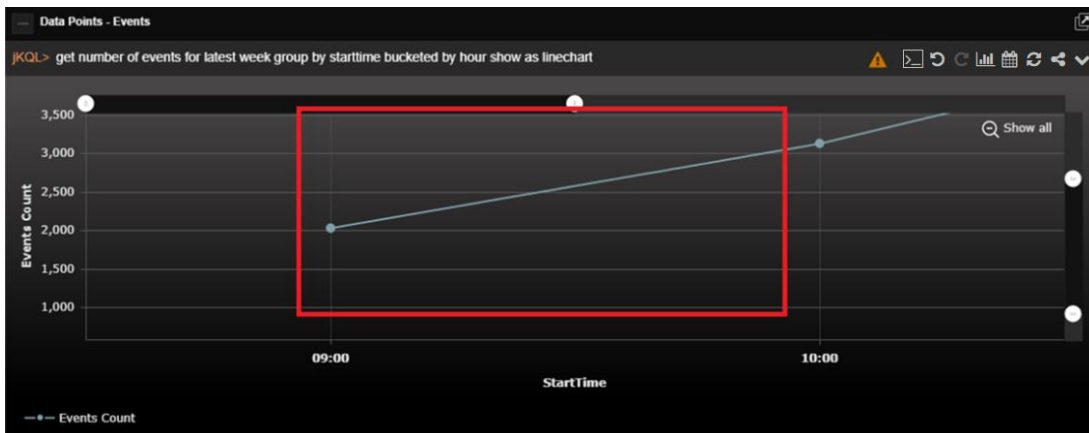 Data Points - Events
jKQL> get number of events for latest week group by starttime bucketed by hour show as linechart
Show all
3,500
3,000
2,500
2,000
1,500
1,000
Events Count
09:00
10:00
StartTime
Events Count